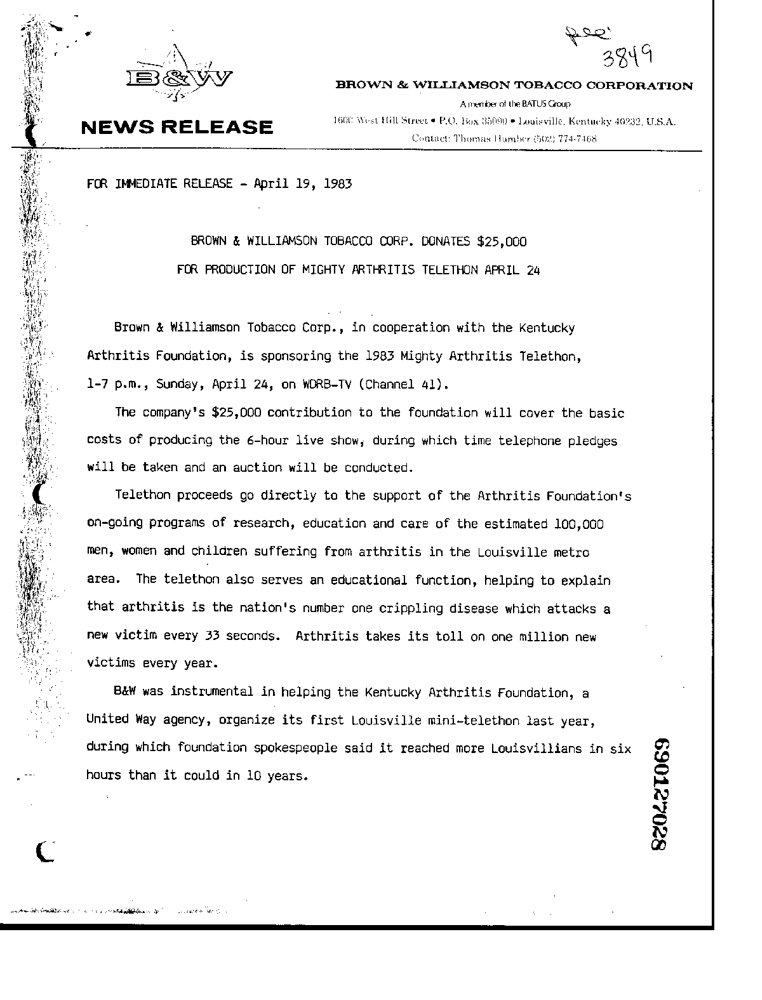 3849
B&W
BROWN & WILLIAMSON TOBACCO CORPORATION
A member of the BATUS Group
NEWS RELEASE
1600 West Hill Street • P.O. Box 35090 • Louisville, Kentucky 40232, U.S.A.
Contact: Thomas Humber (502) 774-7468
FOR IMMEDIATE RELEASE - April 19, 1983
BROWN & WILLIAMSON TOBACCO CORP. DONATES $25,000
FOR PRODUCTION OF MIGHTY ARTHRITIS TELETHON APRIL 24
Brown & Williamson Tobacco Corp., in cooperation with the Kentucky
Arthritis Foundation, is sponsoring the 1983 Mighty Arthritis Telethon,
1-7 p.m., Sunday, April 24, on WDRB-TV (Channel 41).
The company's $25,000 contribution to the foundation will cover the basic
costs of producing the 6-hour live show, during which time telephone pledges
will be taken and an auction will be conducted.
Telethon proceeds go directly to the support of the Arthritis Foundation's
on-going programs of research, education and care of the estimated 100,000
men, women and children suffering from arthritis in the Louisville metro
area. The telethon also serves an educational function, helping to explain
that arthritis is the nation's number one crippling disease which attacks a
new victim every 33 seconds. Arthritis takes its toll on one million new
victims every year.
B&W was instrumental in helping the Kentucky Arthritis Foundation, a
United Way agency, organize its first Louisville mini-telethon last year,
during which foundation spokespeople said it reached more Louisvillians in six
hours than it could in 10 years.
690127028